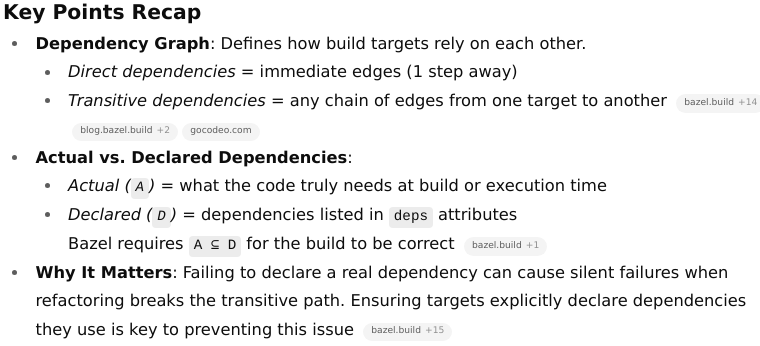 Key Points Recap
• Dependency Graph: Defines how build targets rely on each other.
• Direct dependencies = immediate edges (1 step away)
• Transitive dependencies = any chain of edges from one target to another bazel.build +14
blog.bazel.build +2 gocodeo.com
• Actual vs. Declared Dependencies:
• Actual (A) = what the code truly needs at build or execution time
• Declared (D) = dependencies listed in deps attributes
Bazel requires A ⊆ D for the build to be correct bazel.build +1
• Why It Matters: Failing to declare a real dependency can cause silent failures when
refactoring breaks the transitive path. Ensuring targets explicitly declare dependencies
they use is key to preventing this issue bazel.build +15